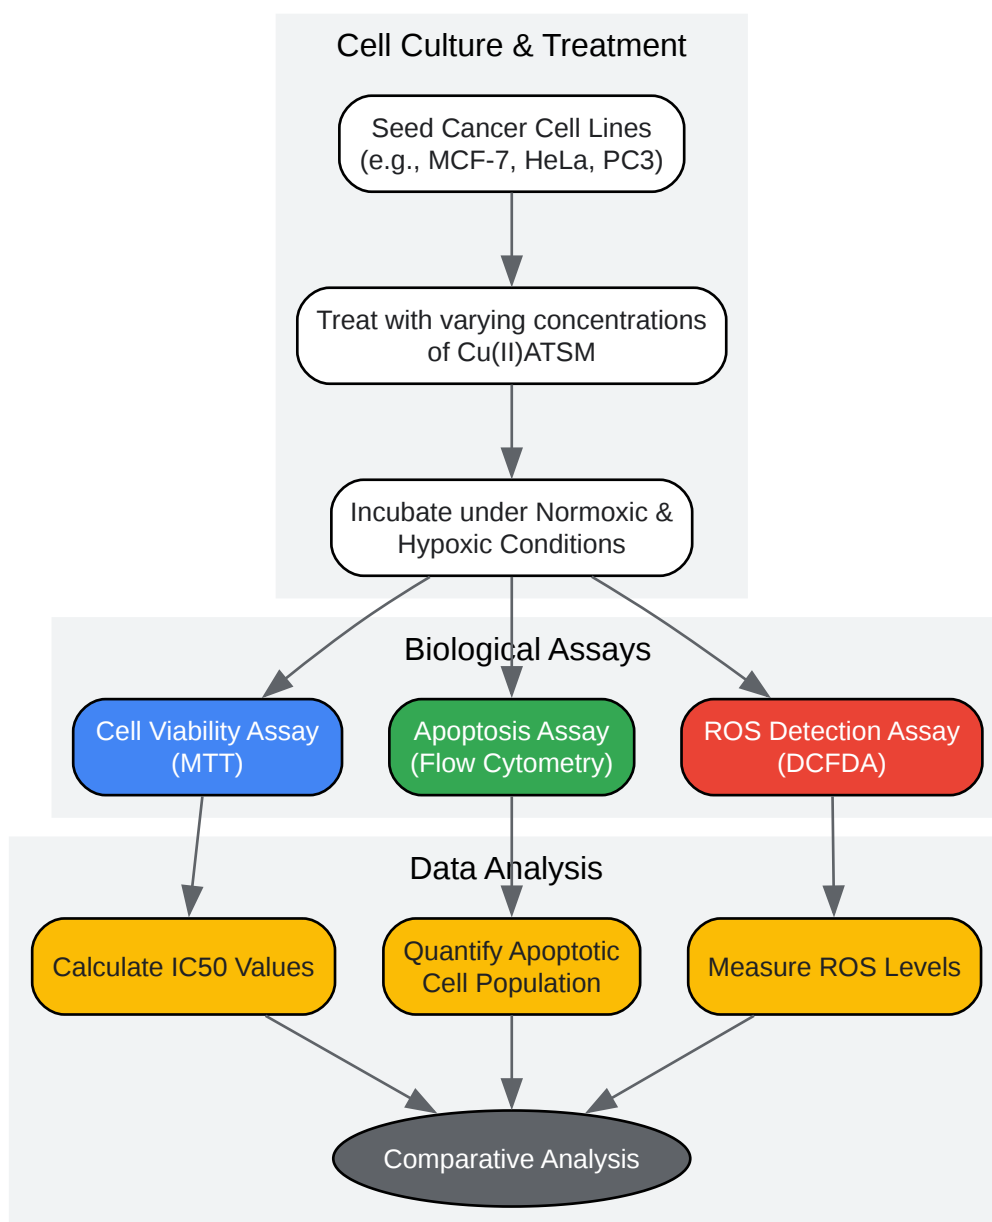 Cell Culture & Treatment
Seed Cancer Cell Lines
(e.g., MCF-7, HeLa, PC3)
Treat with varying concentrations
of Cu(II)ATSM
Incubate under Normoxic &
Hypoxic Conditions
Biological Assays
Cell Viability Assay
(MTT)
Apoptosis Assay
(Flow Cytometry)
ROS Detection Assay
(DCFDA)
Data Analysis
Calculate IC50 Values
Quantify Apoptotic
Cell Population
Measure ROS Levels
Comparative Analysis